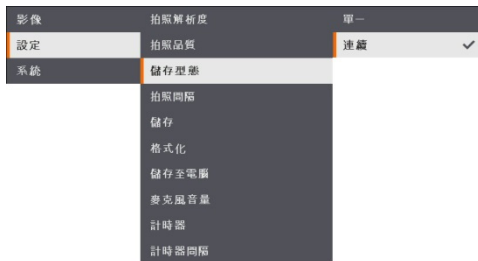 影像
設定
系統
拍照解析度
拍照品質
儲存型態
拍照間隔
儲存
格式化
儲存至電腦
麥克風音量
計時器
計時器間隔
單一
連續